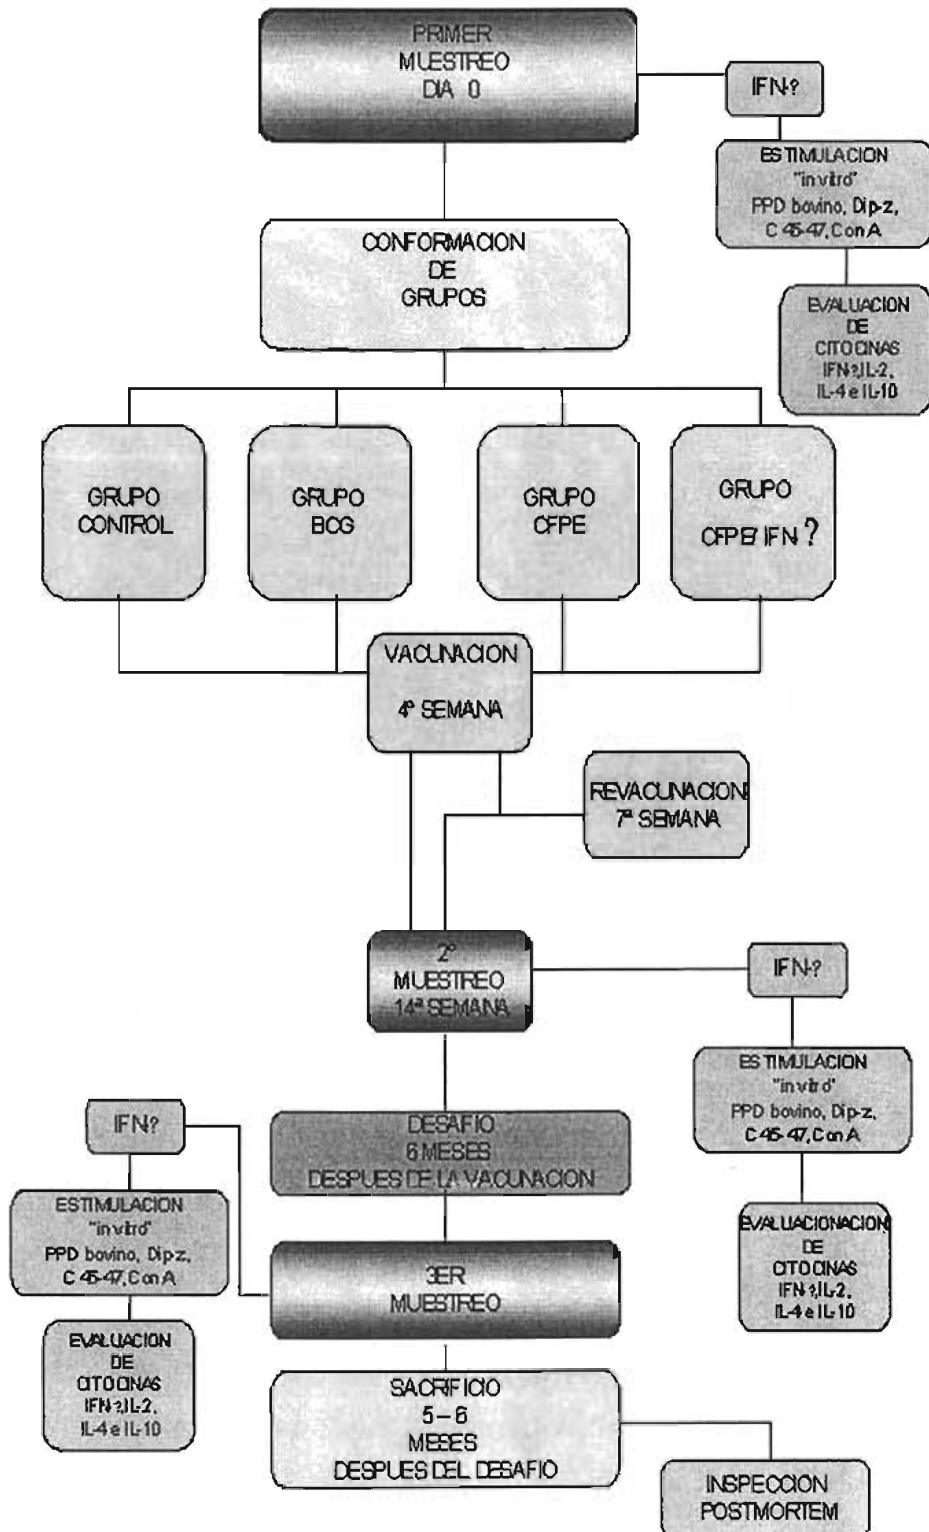 PRIMER
MUESTREO
DIA 0
IFN-?
ESTIMULACION
"in vitro"
PPD bovino, Dip-z,
C 45-47, Con A
CONFORMACION
DE
GRUPOS
EVALUACION
DE
CITOCINAS
IFN-?, IL-2,
IL-4 e IL-10
GRUPO
CONTROL
GRUPO
BCG
GRUPO
CFPE
GRUPO
CFPE/ IFN ?
VACUNACION
4ª SEMANA
REVACUNACION
7ª SEMANA
2º
MUESTREO
14ª SEMANA
IFN-?
ESTIMULACION
"in vitro"
PPD bovino, Dip-z,
C 45-47, Con A
EVALUACIONACION
DE
CITOCINAS
IFN-?, IL-2,
IL-4 e IL-10
DESAFIO
6 MESES
DESPUES DE LA VACUNACION
IFN-?
ESTIMULACION
"in vitro"
PPD bovino, Dip-z,
C 45-47, Con A
EVALUACION
DE
CITOCINAS
IFN-?, IL-2,
IL-4 e IL-10
3ER
MUESTREO
SACRIFICIO
5-6
MESES
DESPUES DEL DESAFIO
INSPECCION
POSTMORTEM